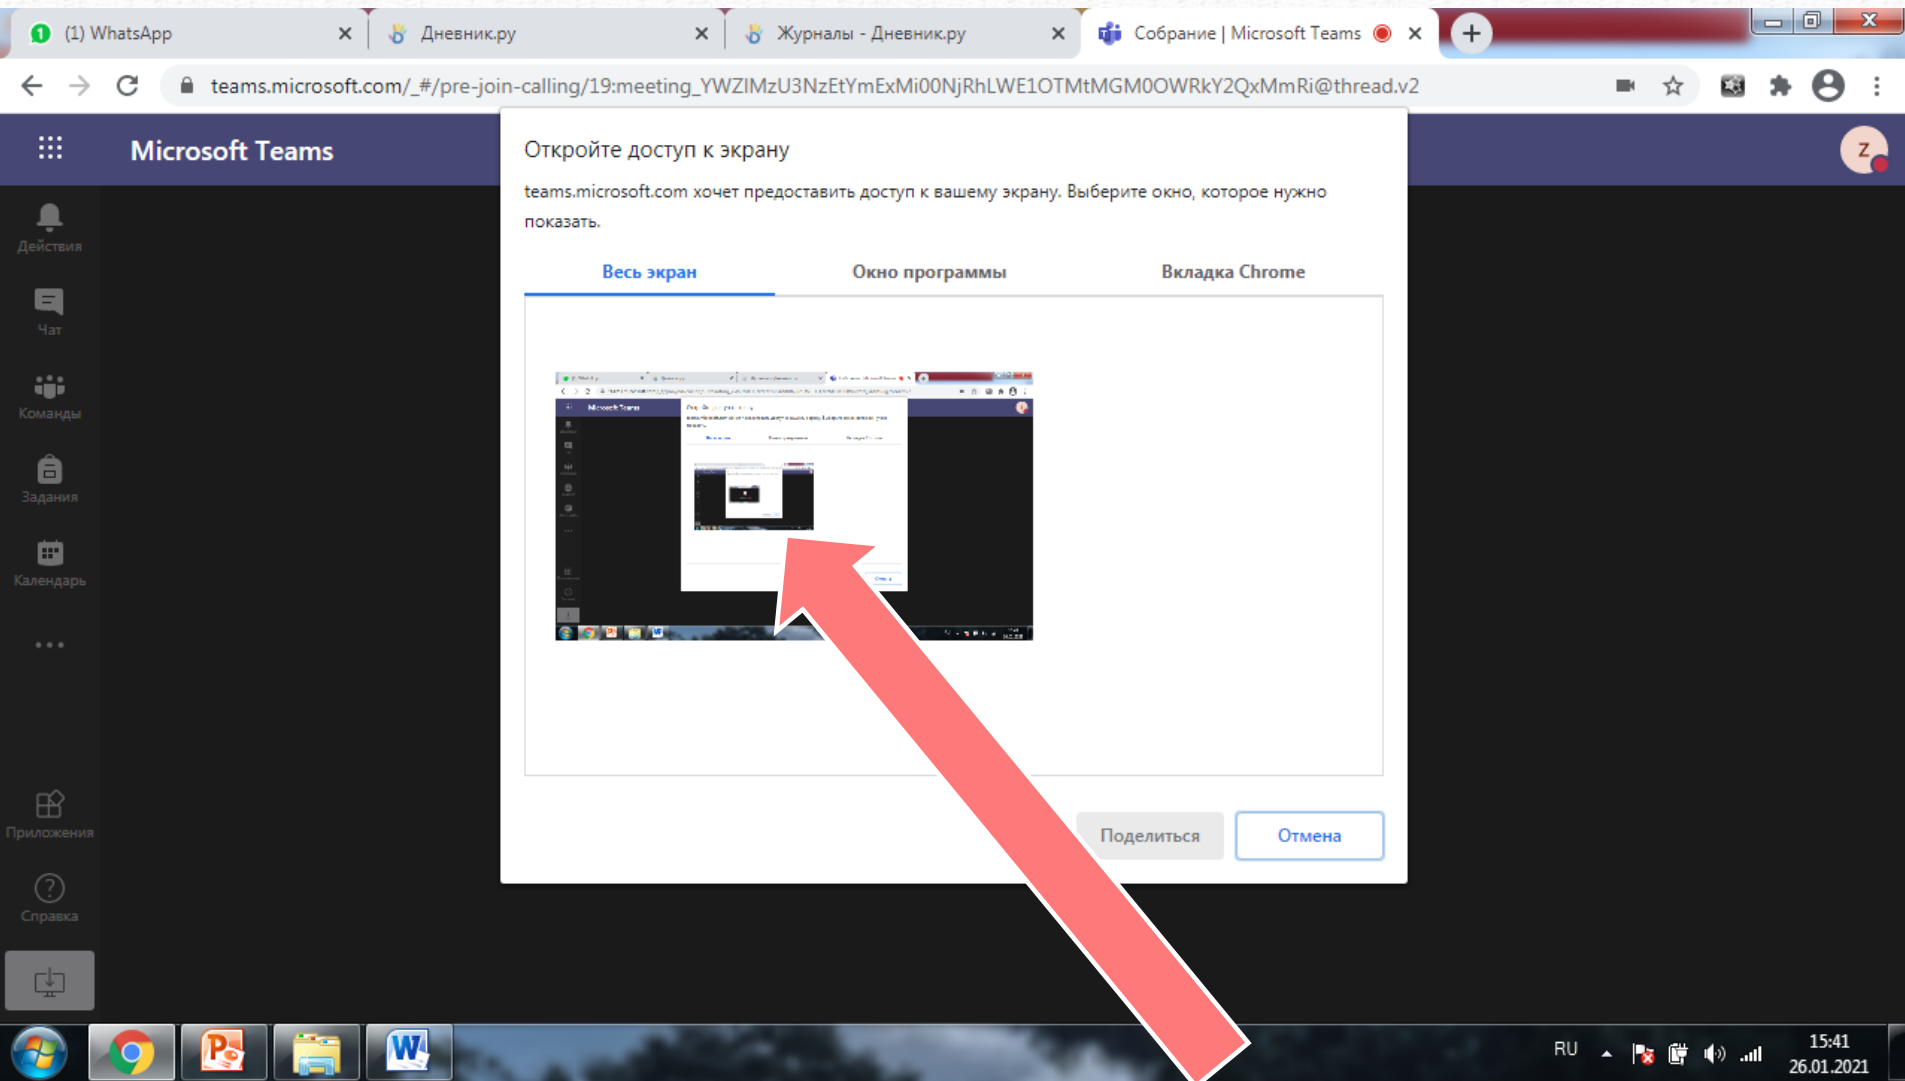 (1) WhatsApp
Дневник.ру
Журналы - Дневник.ру
Собрание | Microsoft Teams
teams.microsoft.com/_#/pre-join-calling/19:meeting_YWZlMzU3NzEtYmExMi00NjRhLWE1OTMtMGM0OWRkY2QxMmRi@thread.v2
Microsoft Teams
Z
Откройте доступ к экрану
teams.microsoft.com хочет предоставить доступ к вашему экрану. Выберите окно, которое нужно
показать.
Весь экран
Окно программы
Вкладка Chrome
Microsoft Teams
Действия
Чат
Команды
Задания
Календарь
Приложения
Справка
Поделиться
Отмена
RU
15:41
26.01.2021